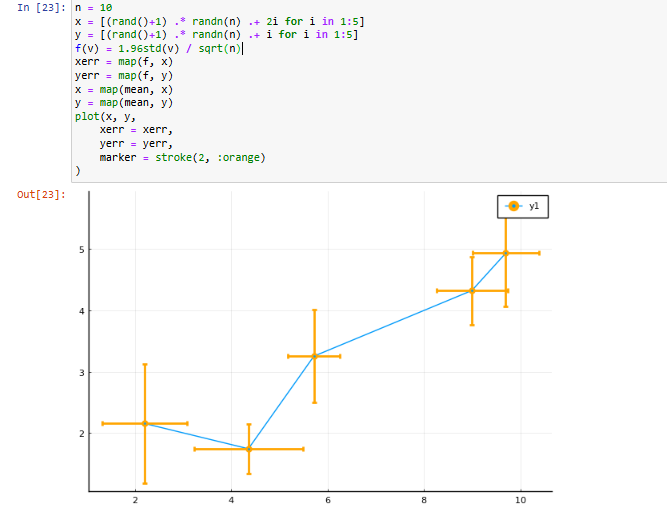 In [23]: n = 10
x = [(rand()+1) .* randn(n) .+ 2i for i in 1:5]
y = [(rand()+1) .* randn(n) .+ i for i in 1:5]
f(v) = 1.96std(v) / sqrt(n)
xerr = map(f, x)
yerr = map(f, y)
x = map(mean, x)
y = map(mean, y)
plot(x, y,
    xerr = xerr,
    yerr = yerr,
    marker = stroke(2, :orange)
)
Out[23]:
y1
5
4
3
2
2 4 6 8 10